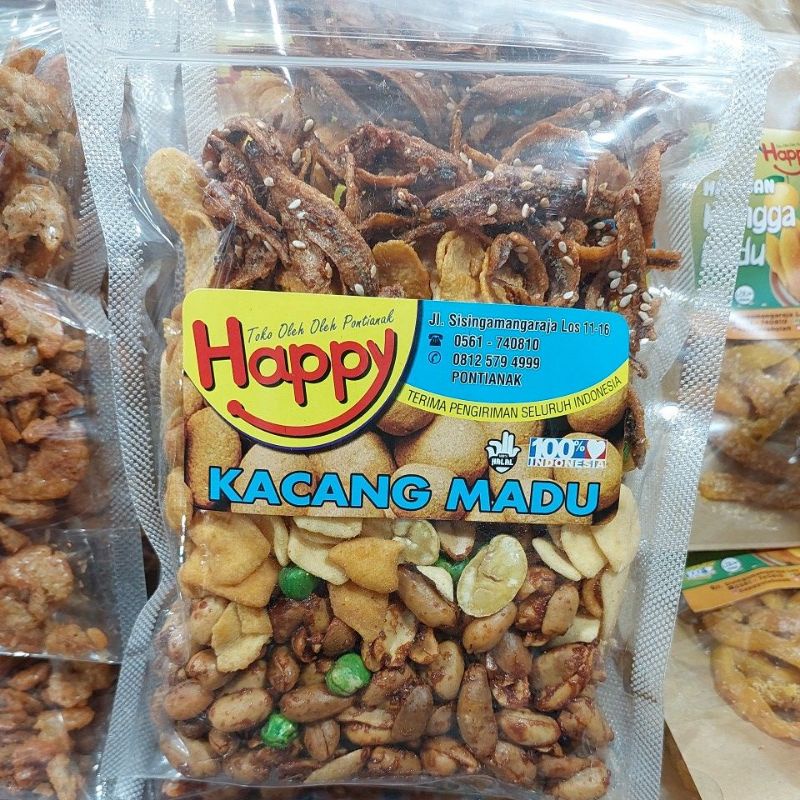 Toko Oleh Oleh Pontianak
Happy
Jl. Sisingamangaraja Los 11-16
0561 - 740810
0812 579 4999
PONTIANAK
TERIMA PENGIRIMAN SELURUH INDONESIA
HALAL
100%
INDONESIA
KACANG MADU
Happy